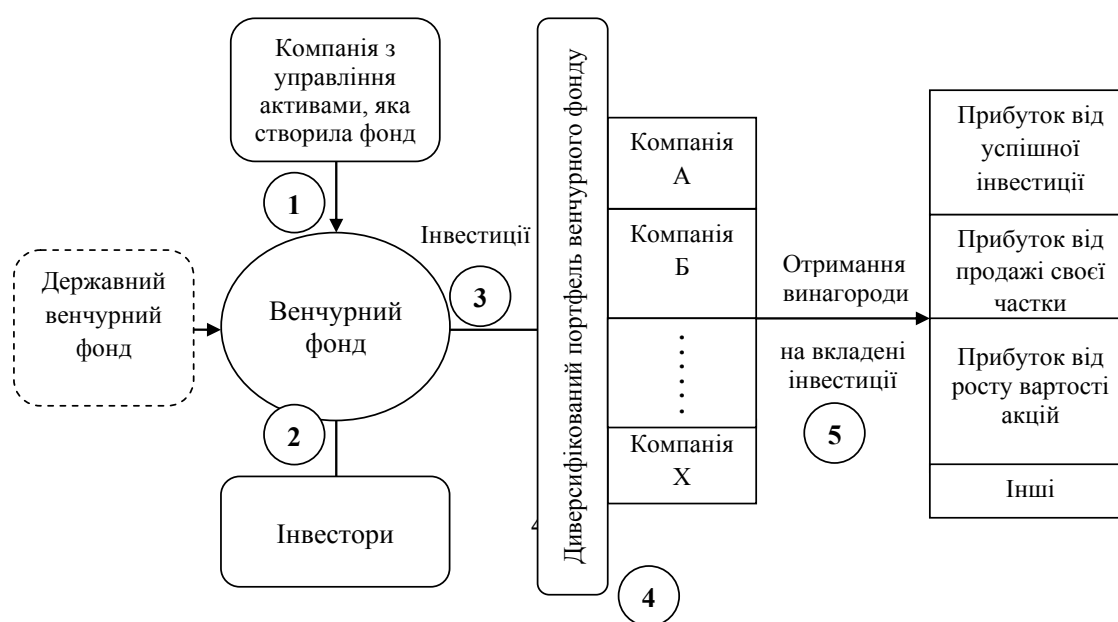 Компанія з
управління
активами, яка
створила фонд
1
Державний
венчурний
фонд
Венчурний
фонд
2
Інвестори
Інвестиції
3
4
Диверсифікований портфель венчурного фонду
4
Компанія
А
Компанія
Б
Компанія
Х
Отримання
винагороди
на вкладені
інвестиції
5
Прибуток від
успішної
інвестиції
Прибуток від
продажі своєї
частки
Прибуток від
росту вартості
акцій
Інші